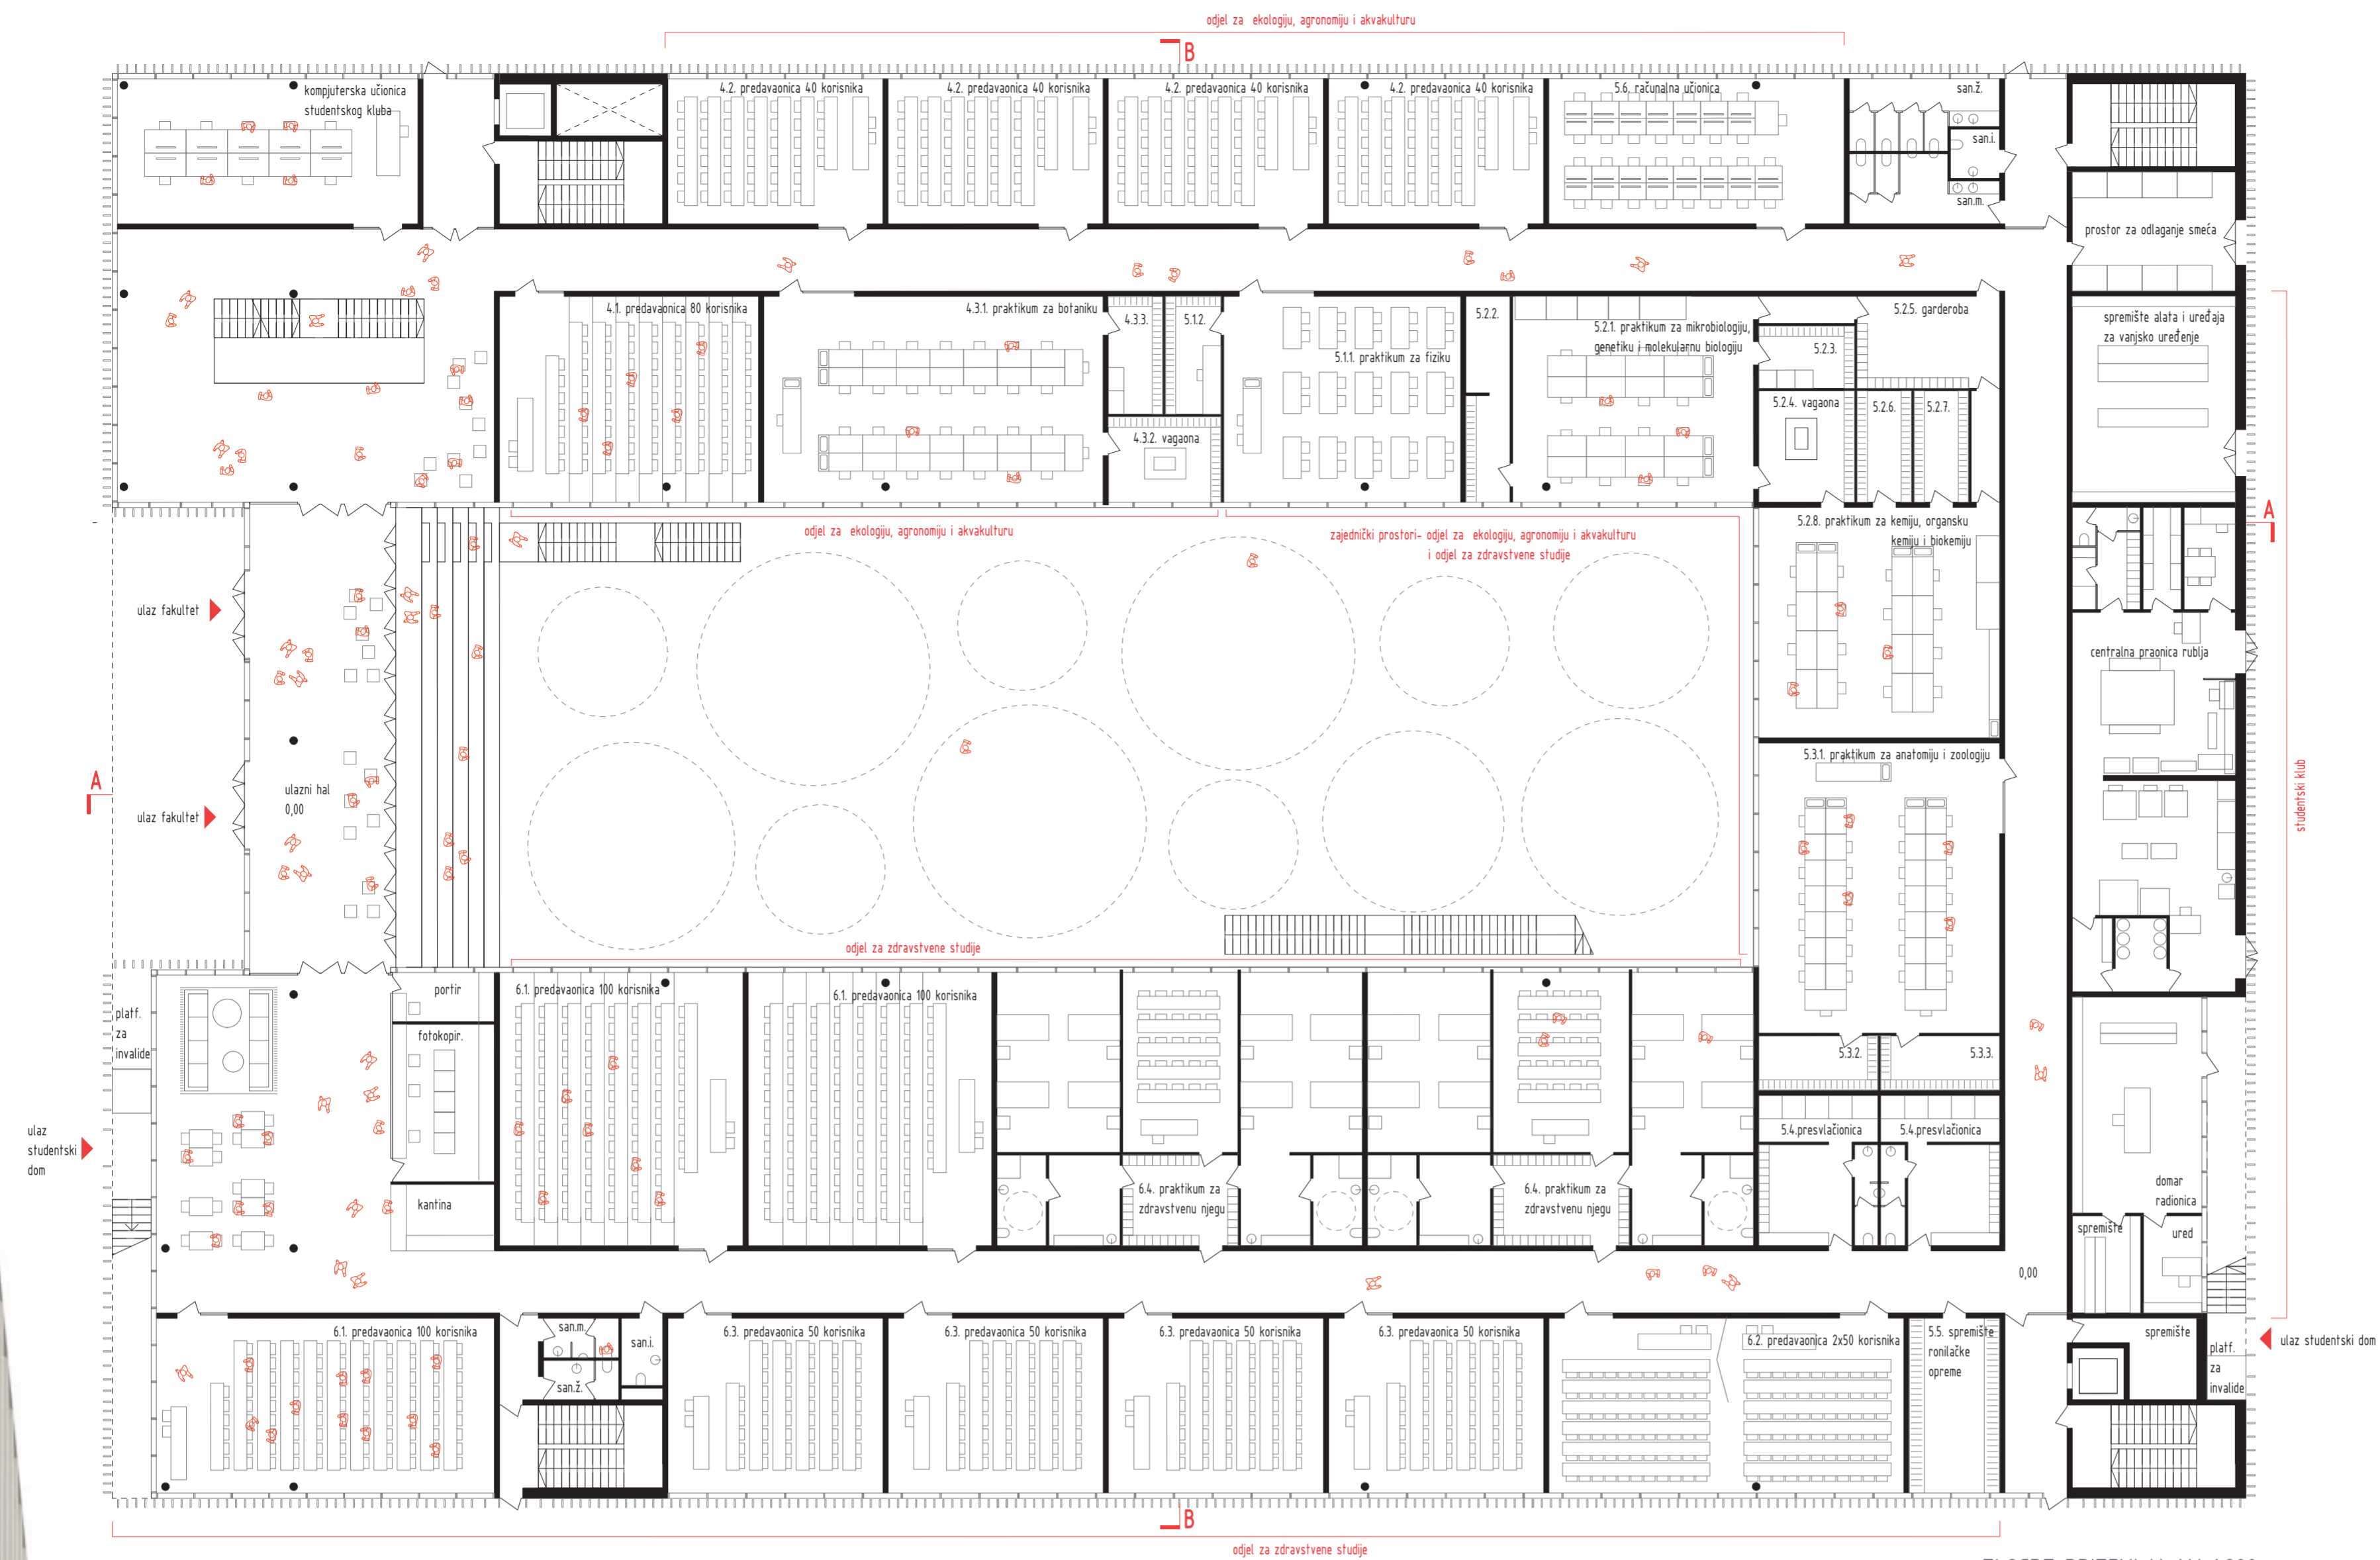 odjel za ekologiju, agronomiju i akvakulturu
B
kompjuterska učionica
studentskog kluba
4.2. predavaonica 40 korisnika
4.2. predavaonica 40 korisnika
4.2. predavaonica 40 korisnika
4.2. predavaonica 40 korisnika
5.6. računalna učionica
san.ž.
san.i.
san.m.
prostor za odlaganje smeća
4.1. predavaonica 80 korisnika
4.3.1. praktikum za botaniku
4.3.3.
5.1.2.
5.1.1. praktikum za fiziku
5.2.2.
5.2.1. praktikum za mikrobiologiju,
genetiku i molekularnu biologiju
5.2.5. garderoba
5.2.3.
spremište alata i uređaja
za vanjsko uređenje
4.3.2. vagaona
5.2.4. vagaona
5.2.6.
5.2.7.
A
odjel za ekologiju, agronomiju i akvakulturu
zajednički prostori- odjel za ekologiju, agronomiju i akvakulturu
i odjel za zdravstvene studije
5.2.8. praktikum za kemiju, organsku
kemiju i biokemiju
ulaz fakultet
centralna praonica rublja
5.3.1. praktikum za anatomiju i zoologiju
A
ulazni hal
0,00
ulaz fakultet
studentski klub
odjel za zdravstvene studije
portir
6.1. predavaonica 100 korisnika
6.1. predavaonica 100 korisnika
platf.
za
invalide
fotokopir.
5.3.2.
5.3.3.
5.4.presvlačionica
5.4.presvlačionica
ulaz
studentski
dom
kantina
6.4. praktikum za
zdravstvenu njegu
6.4. praktikum za
zdravstvenu njegu
domar
radionica
spremište
ured
0,00
6.1. predavaonica 100 korisnika
san.m.
san.i.
san.ž.
6.3. predavaonica 50 korisnika
6.3. predavaonica 50 korisnika
6.3. predavaonica 50 korisnika
6.3. predavaonica 50 korisnika
6.2. predavaonica 2x50 korisnika
5.5. spremište
ronilačke
opreme
spremište
platf.
za
invalide
ulaz studentski dom
B
odjel za zdravstvene studije